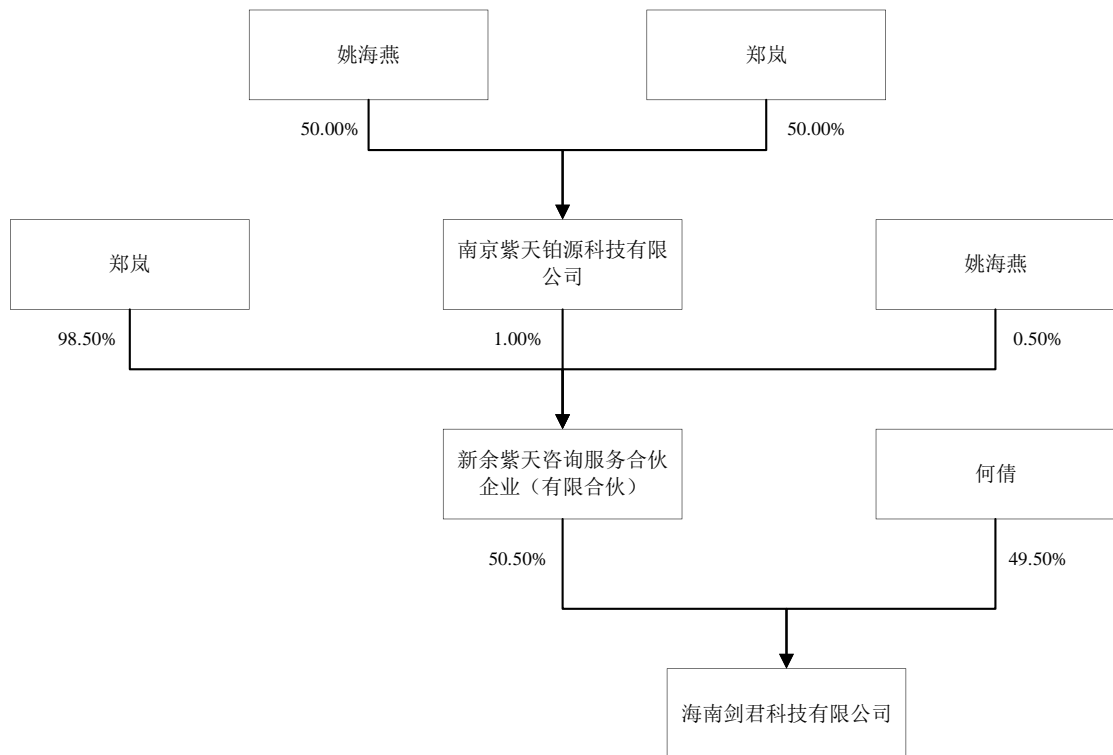 姚海燕
郑岚
50.00%
50.00%
郑岚
南京紫天铂源科技有限
公司
姚海燕
98.50%
1.00%
0.50%
新余紫天咨询服务合伙
企业（有限合伙）
何倩
50.50%
49.50%
海南剑君科技有限公司